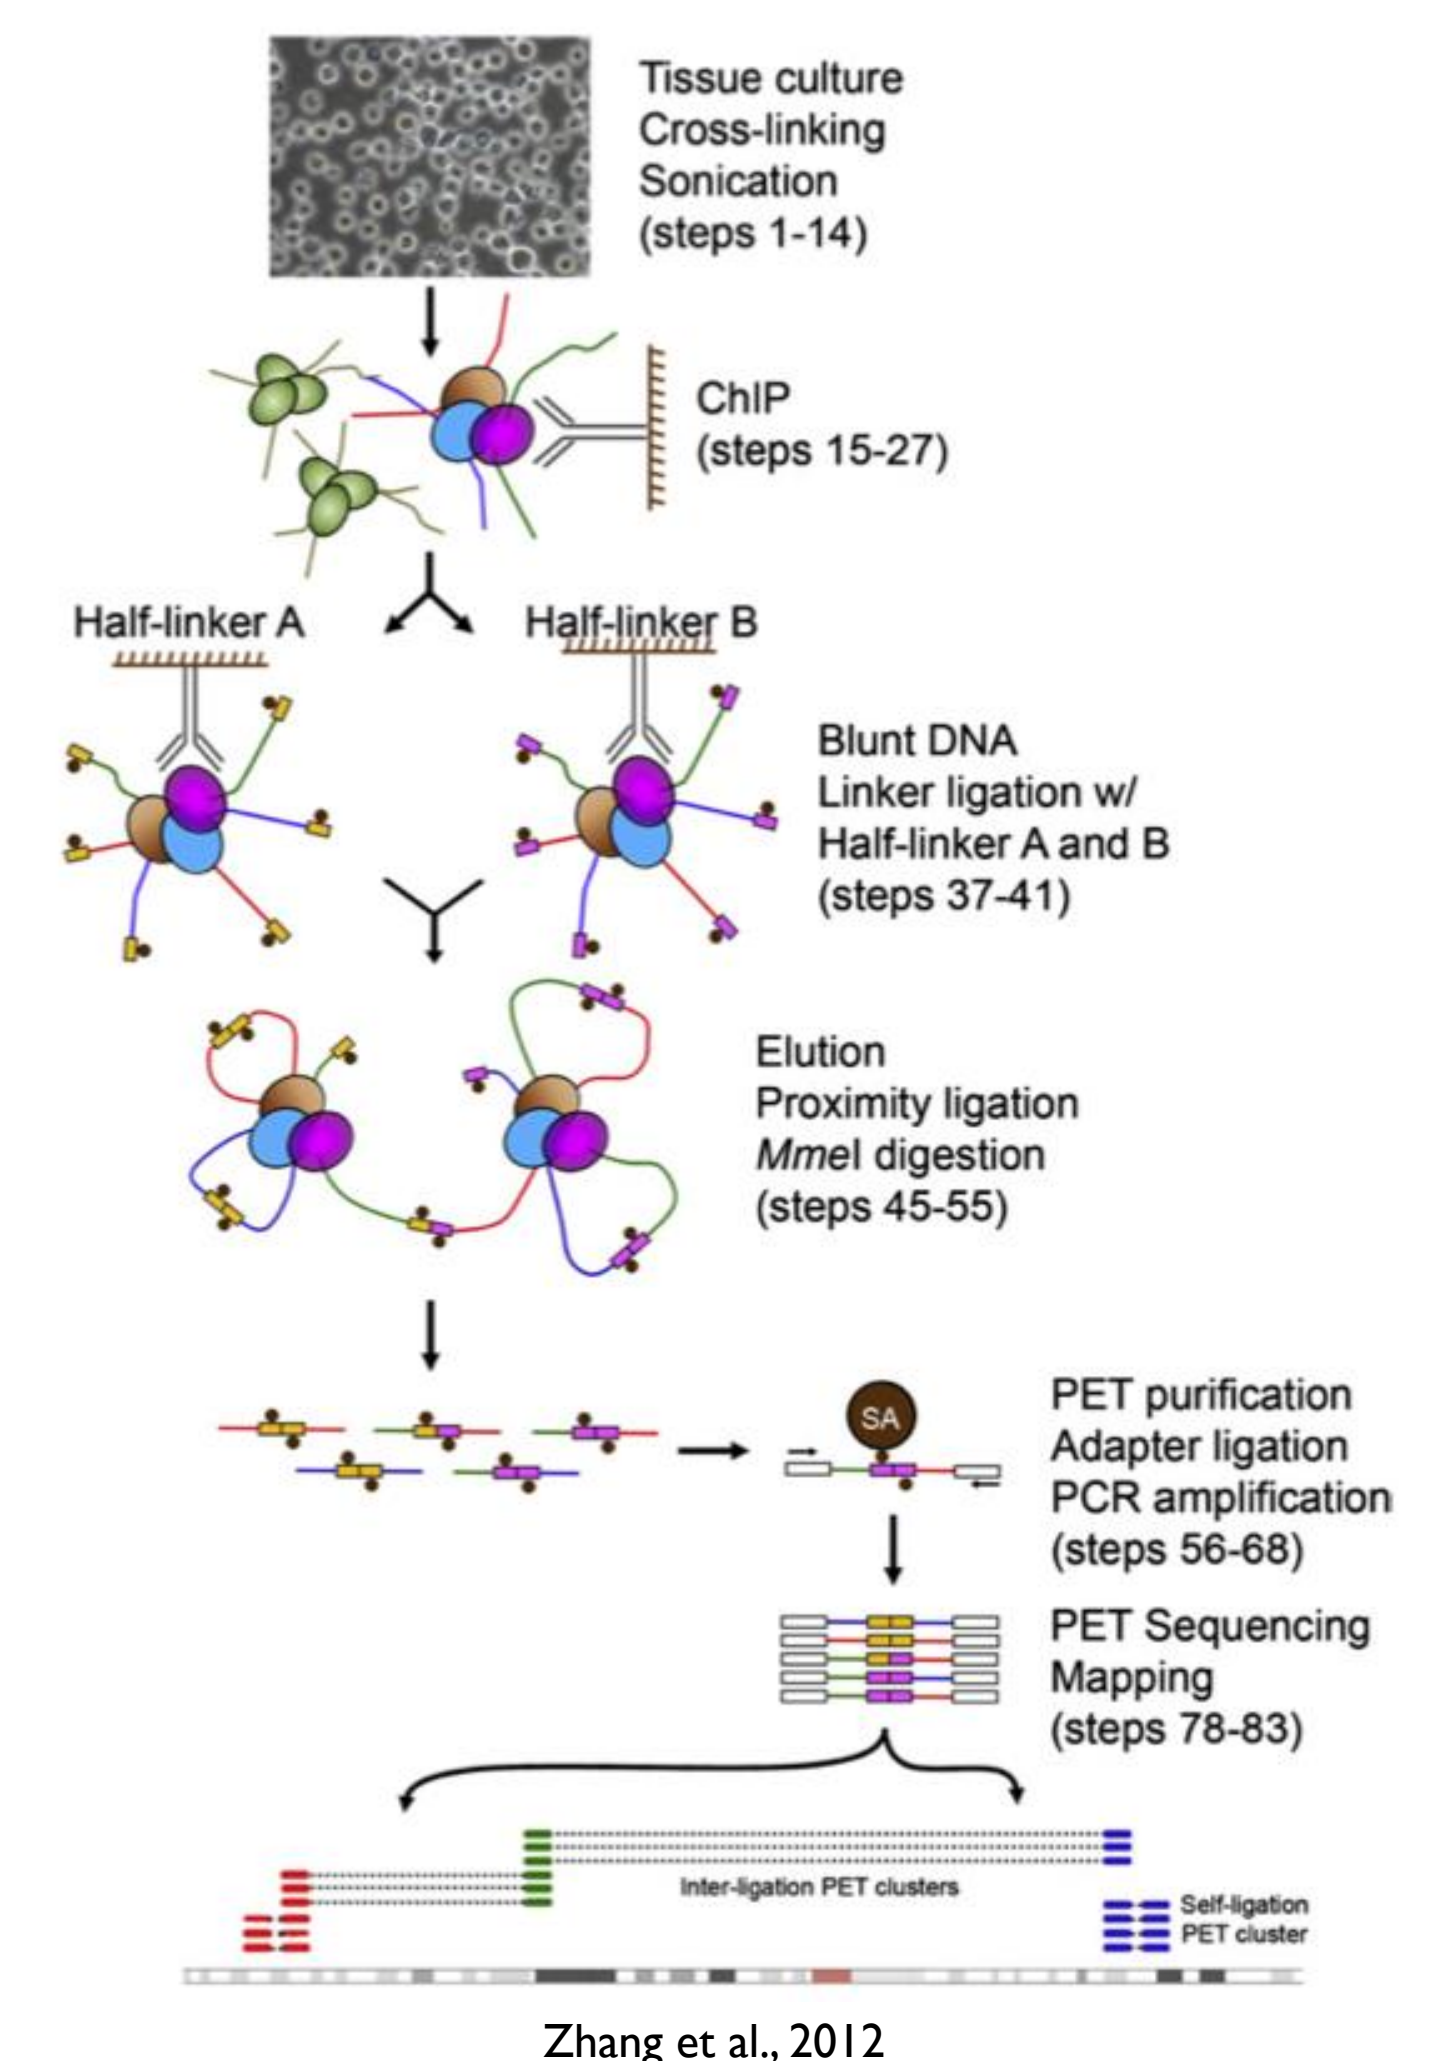 Tissue culture
Cross-linking
Sonication
(steps 1-14)
ChIP
(steps 15-27)
Half-linker A
Half-linker B
Blunt DNA
Linker ligation w/
Half-linker A and B
(steps 37-41)
Elution
Proximity ligation
MmeI digestion
(steps 45-55)
SA
PET purification
Adapter ligation
PCR amplification
(steps 56-68)
PET Sequencing
Mapping
(steps 78-83)
Inter-ligation PET clusters
Self-ligation
PET cluster
Zhang et al., 2012